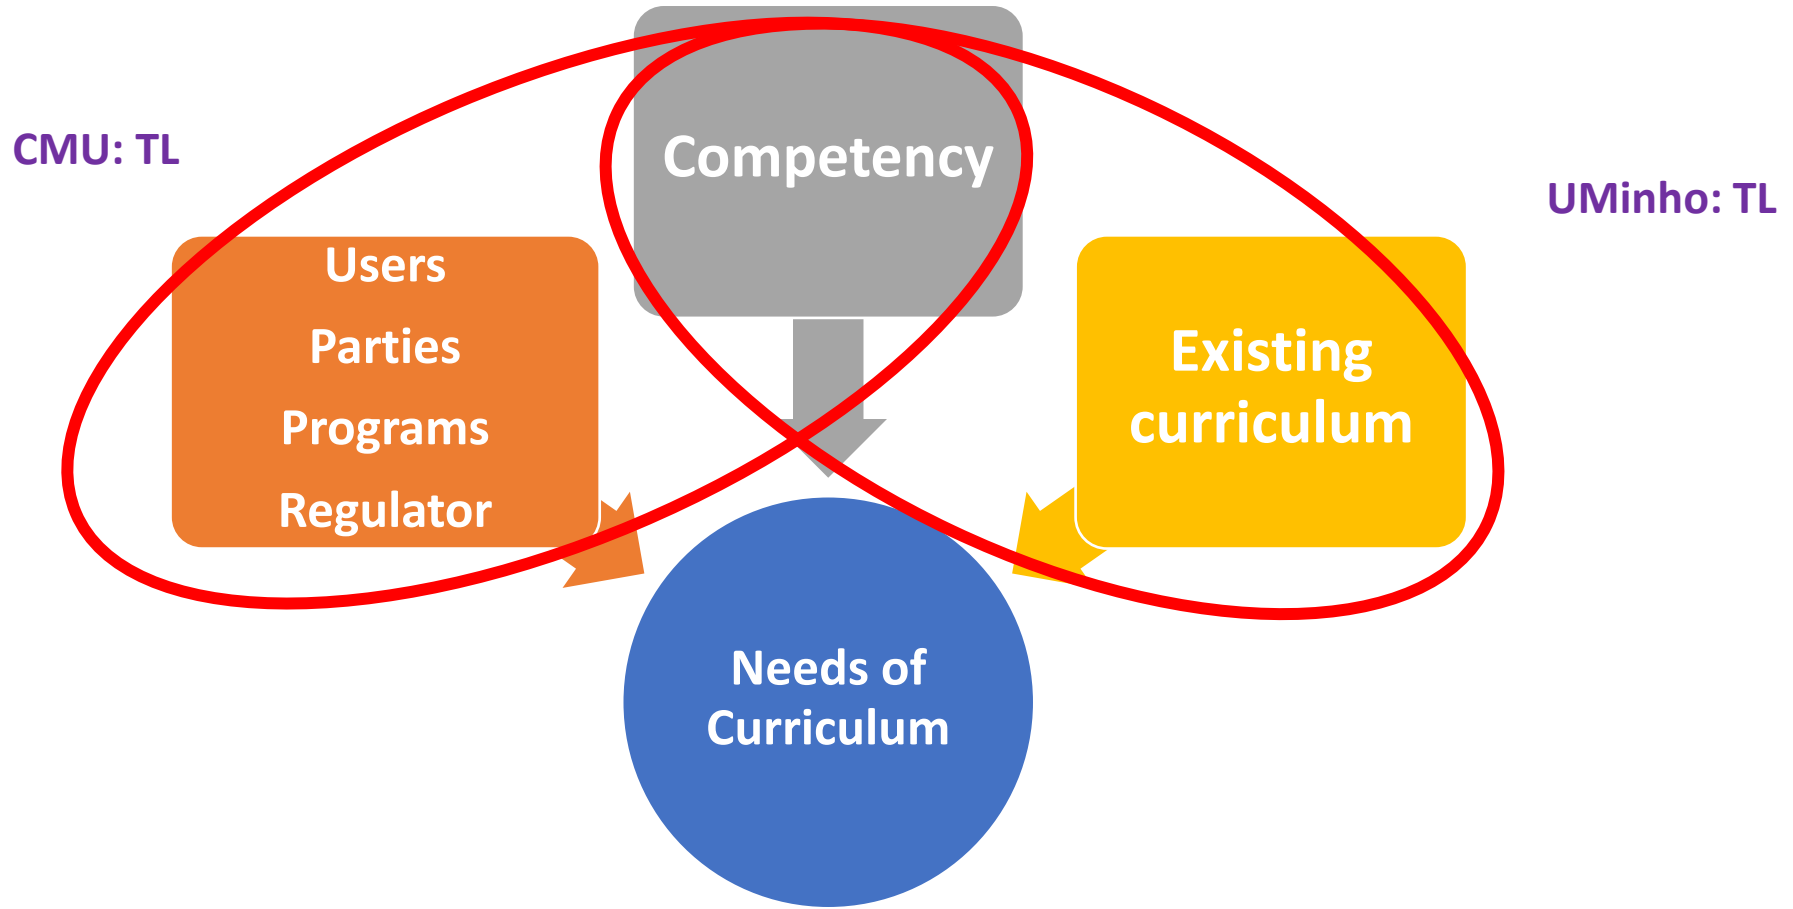 Competency
CMU: TL
UMinho: TL
Users
Parties
Programs
Regulator
Existing
curriculum
Needs of
Curriculum